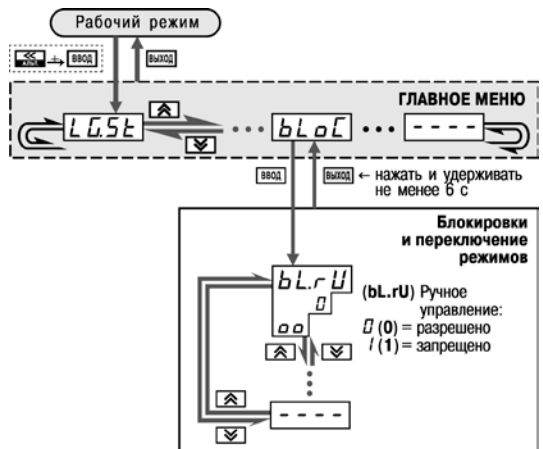 Рабочий режим
<< АЛЬТ. + ВВОД ВЫХОД
ГЛАВНОЕ МЕНЮ
LG.St ••• bLoC ••• ----
ВВОД ВЫХОД ← нажать и удерживать
не менее 6 с
Блокировки
и переключение
режимов
bL.rU
0
oo
(bL.rU) Ручное
управление:
0 (0) = разрешено
1 (1) = запрещено
----